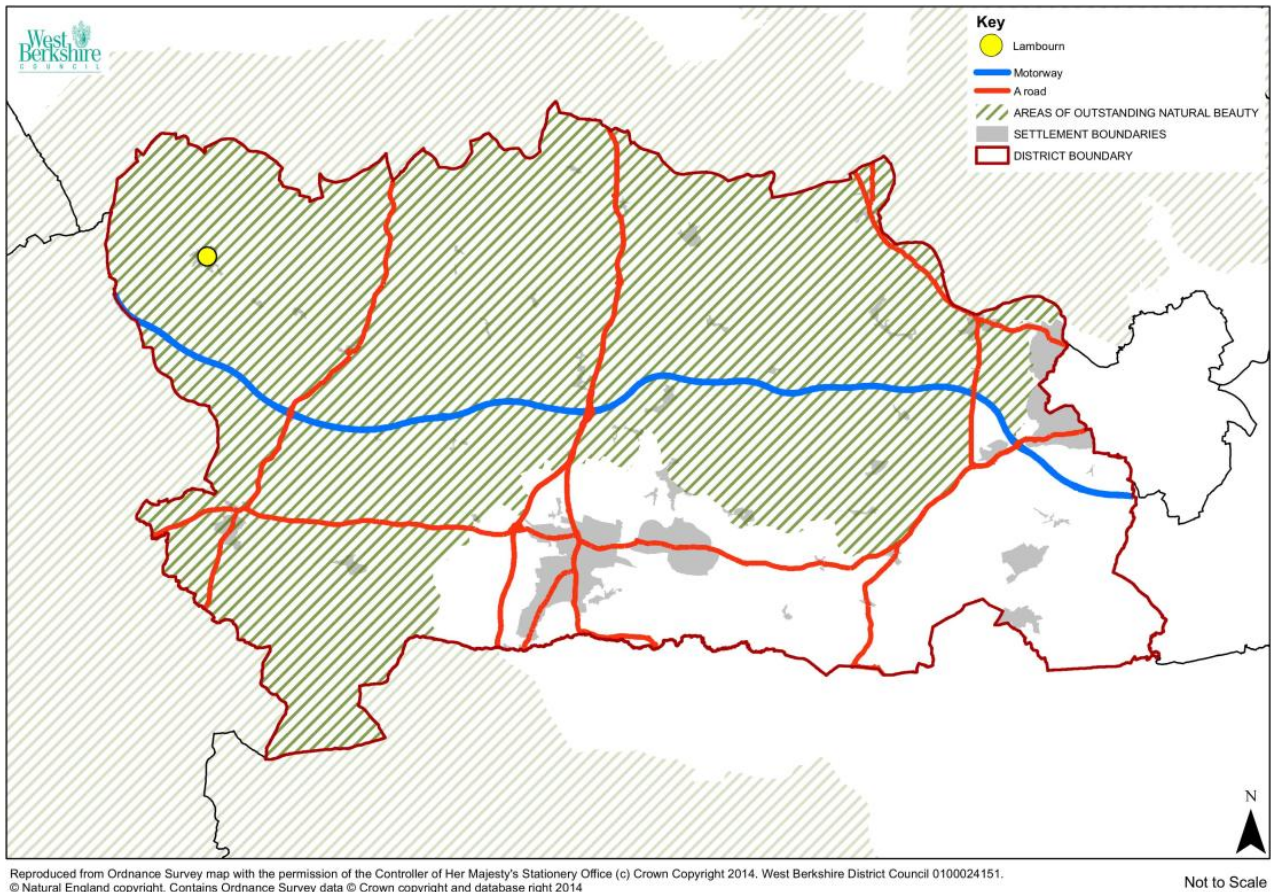 West
Berkshire
COUNCIL
Key
Lambourn
Motorway
A road
AREAS OF OUTSTANDING NATURAL BEAUTY
SETTLEMENT BOUNDARIES
DISTRICT BOUNDARY
N
Reproduced from Ordnance Survey map with the permission of the Controller of Her Majesty's Stationery Office (c) Crown Copyright 2014. West Berkshire District Council 0100024151.
© Natural England copyright. Contains Ordnance Survey data © Crown copyright and database right 2014
Not to Scale